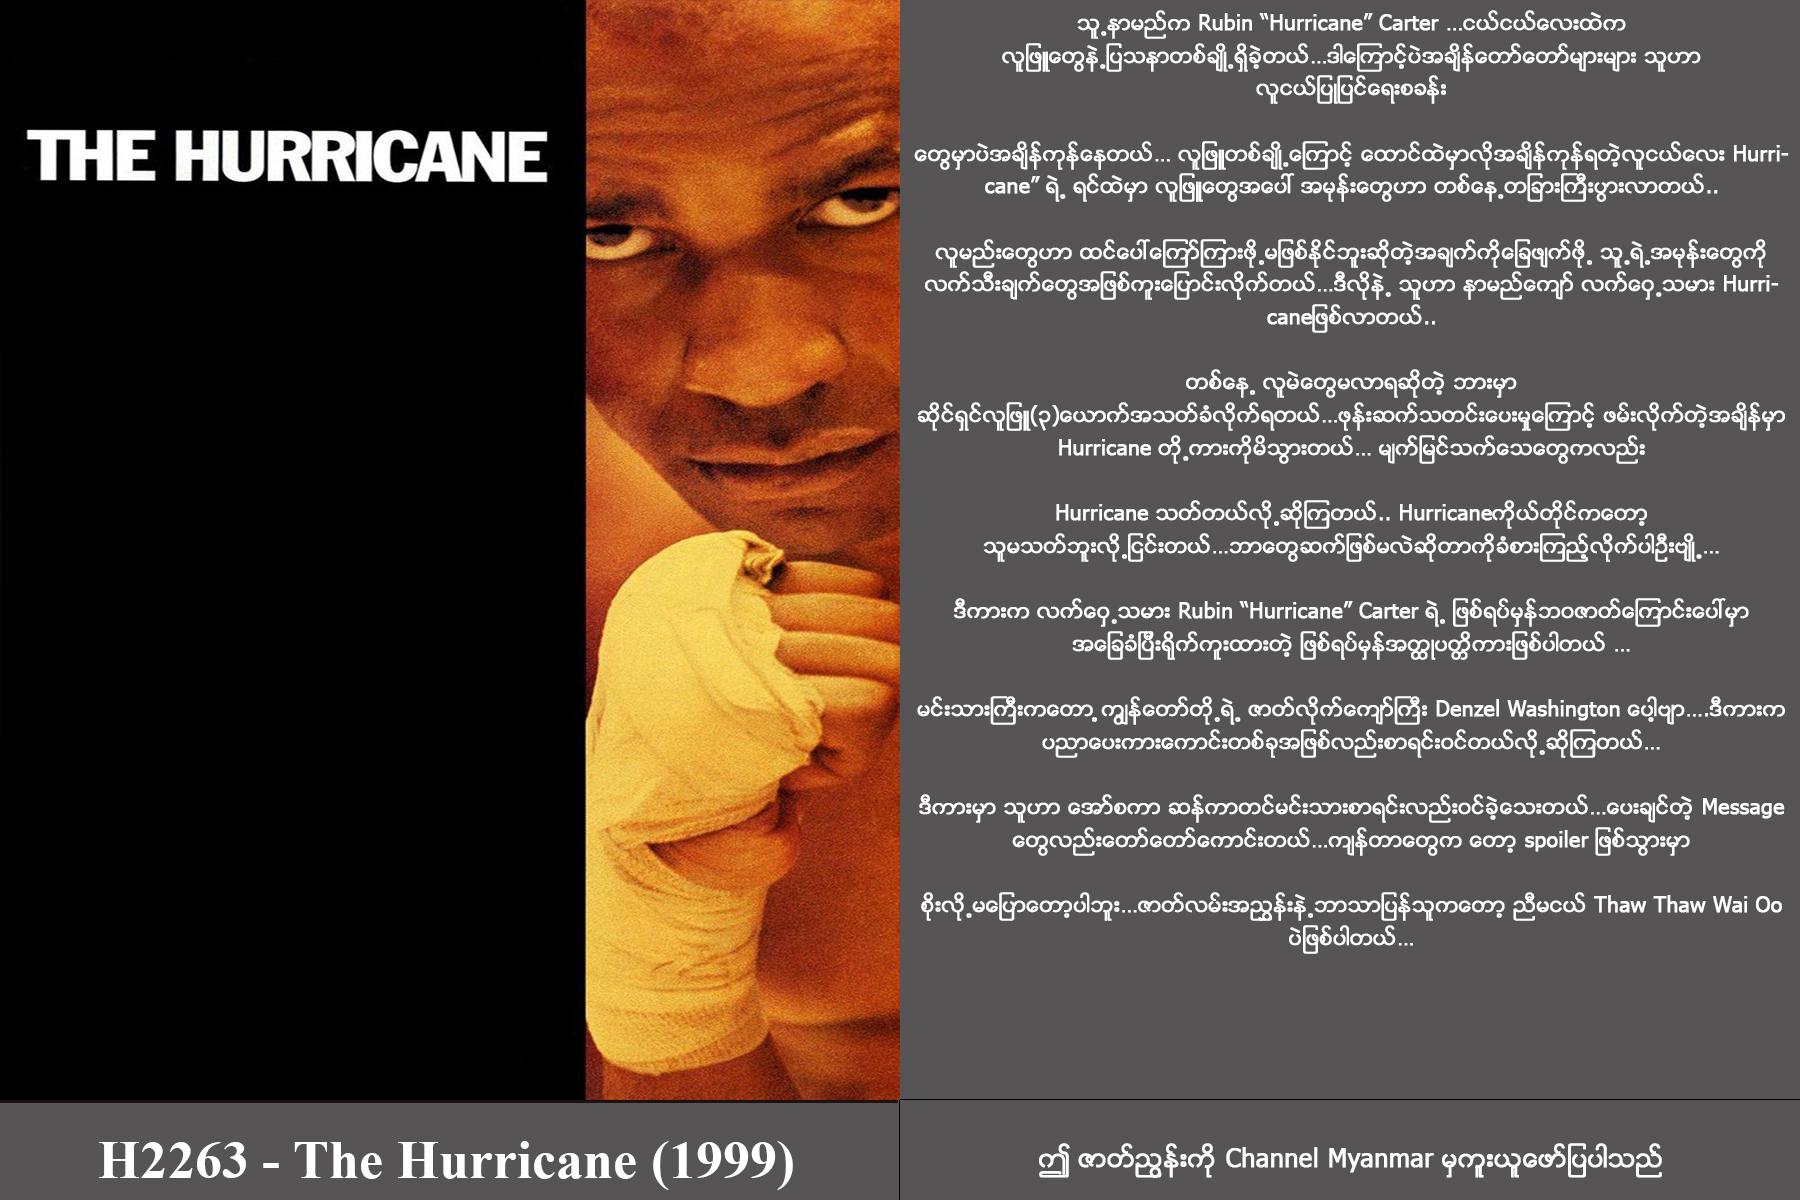 THE HURRICANE
သူ့နာမည်က Rubin “Hurricane” Carter ...ငယ်ငယ်လေးထဲက
လူဖြူတွေနဲ့ပြသနာတစ်ချို့ရှိခဲ့တယ်...ဒါကြောင့်ပဲအချိန်တော်တော်များများ သူဟာ
လူငယ်ပြုပြင်ရေးစခန်း
တွေမှာပဲအချိန်ကုန်နေတယ်... လူဖြူတစ်ချို့ကြောင့် ထောင်ထဲမှာလိုအချိန်ကုန်ရတဲ့လူငယ်လေး Hurri-
cane” ရဲ့ ရင်ထဲမှာ လူဖြူတွေအပေါ် အမုန်းတွေဟာ တစ်နေ့တခြားကြီးပွားလာတယ်..
လူမည်းတွေဟာ ထင်ပေါ်ကြော်ကြားဖို့မဖြစ်နိုင်ဘူးဆိုတဲ့အချက်ကိုခြေဖျက်ဖို့ သူ့ရဲ့အမုန်းတွေကို
လက်သီးချက်တွေအဖြစ်ကူးပြောင်းလိုက်တယ်...ဒီလိုနဲ့ သူဟာ နာမည်ကျော် လက်ဝှေ့သမား Hurri-
caneဖြစ်လာတယ်..
တစ်နေ့ လူမဲတွေမလာရဆိုတဲ့ ဘားမှာ
ဆိုင်ရှင်လူဖြူ(၃)ယောက်အသတ်ခံလိုက်ရတယ်...ဖုန်းဆက်သတင်းပေးမှုကြောင့် ဖမ်းလိုက်တဲ့အချိန်မှာ
Hurricane တို့ကားကိုမိသွားတယ်... မျက်မြင်သက်သေတွေကလည်း
Hurricane သတ်တယ်လို့ဆိုကြတယ်.. Hurricaneကိုယ်တိုင်ကတော့
သူမသတ်ဘူးလို့ငြင်းတယ်...ဘာတွေဆက်ဖြစ်မလဲဆိုတာကိုခံစားကြည့်လိုက်ပါဦးဗျို့...
ဒီကားက လက်ဝှေ့သမား Rubin “Hurricane” Carter ရဲ့ ဖြစ်ရပ်မှန်ဘဝဇာတ်ကြောင်းပေါ်မှာ
အခြေခံပြီးရိုက်ကူးထားတဲ့ ဖြစ်ရပ်မှန်အတ္ထုပတ္တိကားဖြစ်ပါတယ် ...
မင်းသားကြီးကတော့ ကျွန်တော်တို့ရဲ့ ဇာတ်လိုက်ကျော်ကြီး Denzel Washington ပေါ့ဗျာ....ဒီကားက
ပညာပေးကားကောင်းတစ်ခုအဖြစ်လည်းစာရင်းဝင်တယ်လို့ဆိုကြတယ်...
ဒီကားမှာ သူဟာ အော်စကာ ဆန်ကာတင်မင်းသားစာရင်းလည်းဝင်ခဲ့သေးတယ်...ပေးချင်တဲ့ Message
တွေလည်းတော်တော်ကောင်းတယ်...ကျန်တာတွေက တော့ spoiler ဖြစ်သွားမှာ
စိုးလို့မပြောတော့ပါဘူး...ဇာတ်လမ်းအညွှန်းနဲ့ဘာသာပြန်သူကတော့ ညီမငယ် Thaw Thaw Wai Oo
ပဲဖြစ်ပါတယ်...
H2263 - The Hurricane (1999)
ဤ ဇာတ်ညွှန်းကို Channel Myanmar မှကူးယူဖော်ပြပါသည်